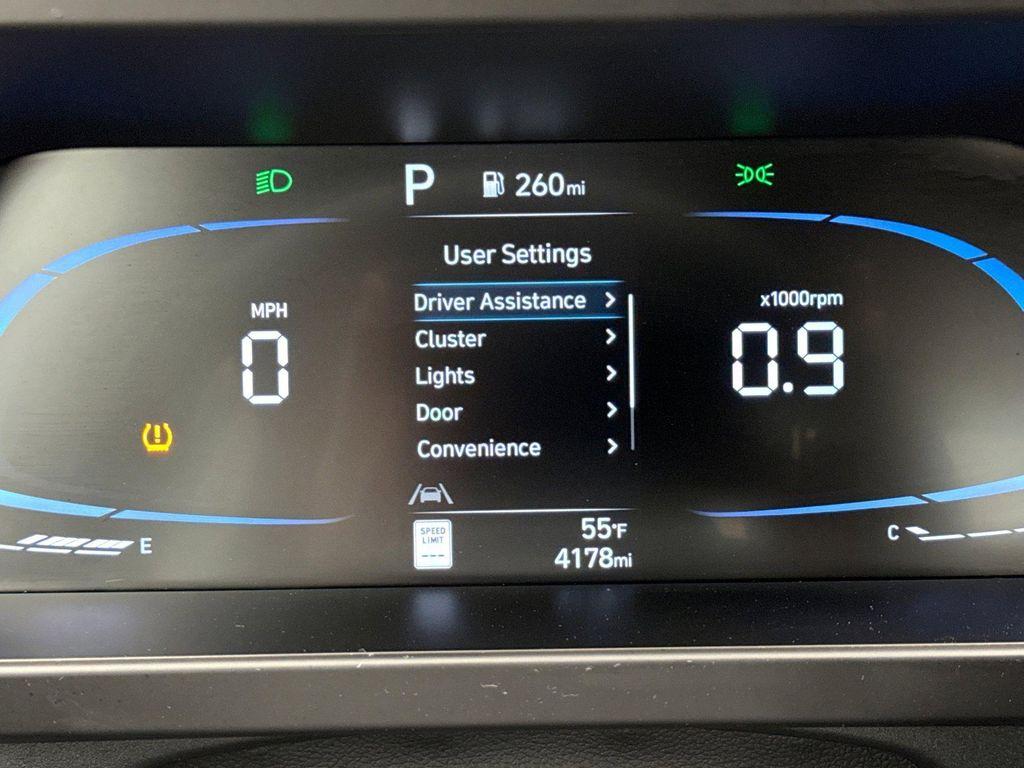 P 260mi
User Settings
Driver Assistance
Cluster
Lights
Door
Convenience
MPH
0
x1000rpm
0.9
SPEED
LIMIT
---
55°F
4178mi
E
C